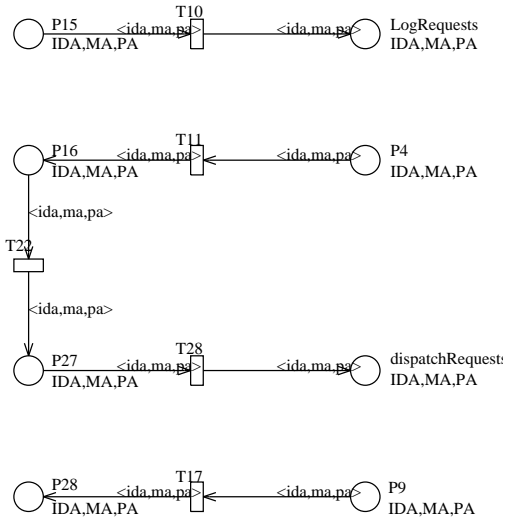 T10
P15 <ida,ma,pa> <ida,ma,pa> LogRequests
IDA,MA,PA IDA,MA,PA
T11
P16 <ida,ma,pa> <ida,ma,pa> P4
IDA,MA,PA IDA,MA,PA
<ida,ma,pa>
T22
<ida,ma,pa>
T28
P27 <ida,ma,pa> <ida,ma,pa> dispatchRequests
IDA,MA,PA IDA,MA,PA
T17
P28 <ida,ma,pa> <ida,ma,pa> P9
IDA,MA,PA IDA,MA,PA